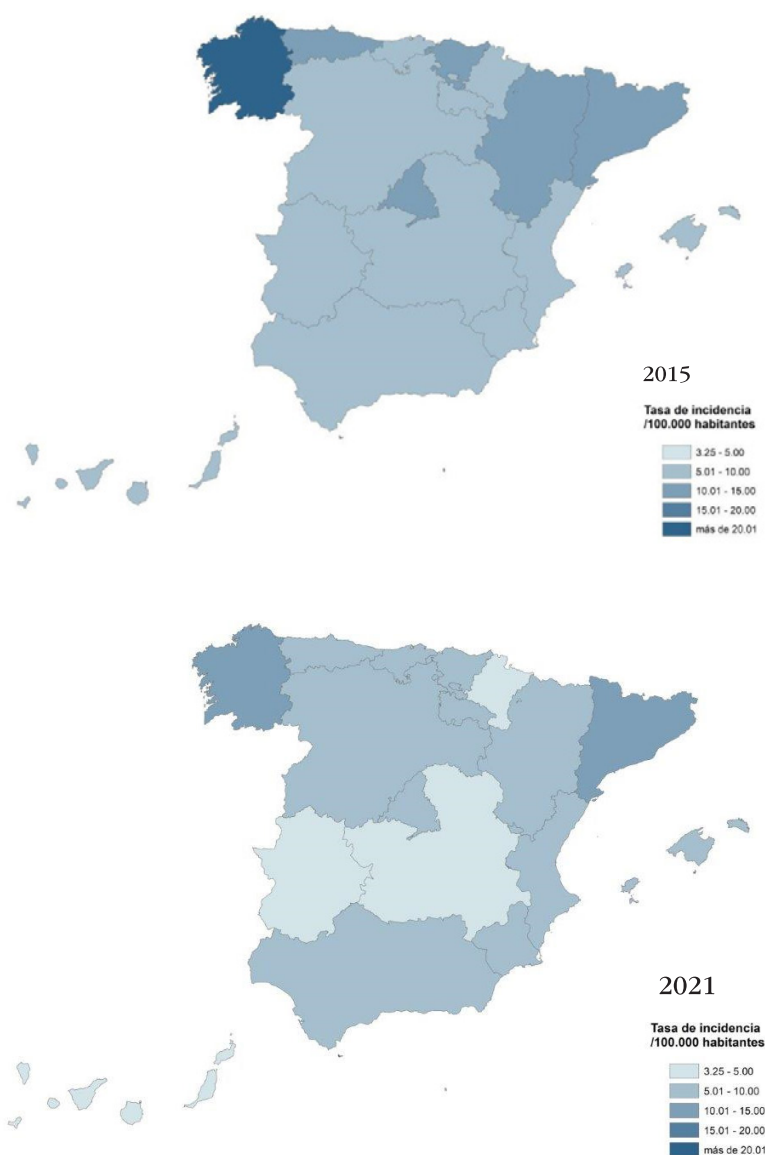 2015
Tasa de incidencia
/100.000 habitantes
3.25 - 5.00
5.01 - 10.00
10.01 - 15.00
15.01 - 20.00
más de 20.01
2021
Tasa de incidencia
/100.000 habitantes
3.25 - 5.00
5.01 - 10.00
10.01 - 15.00
15.01 - 20.00
más de 20.01